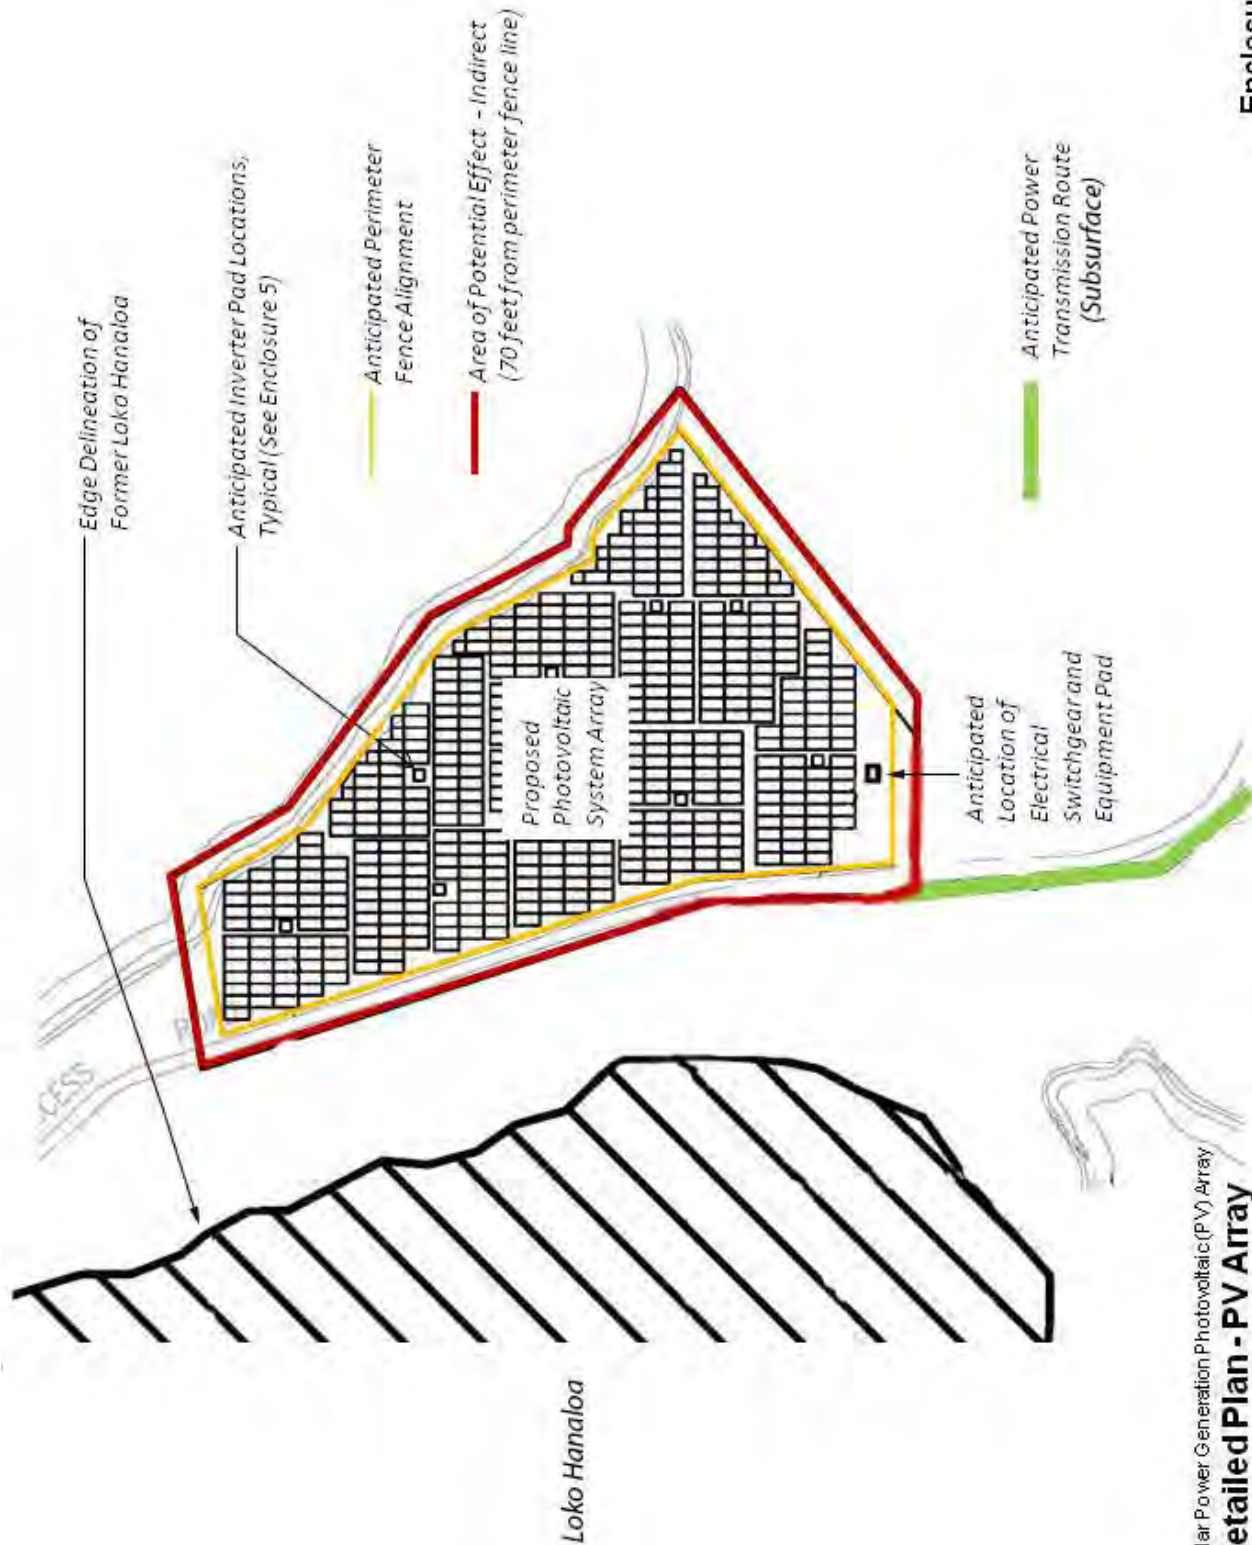 Edge Delineation of
Former Loko Hanaloa
Anticipated Inverter Pad Locations,
Typical (See Enclosure 5)
Anticipated Perimeter
Fence Alignment
Area of Potential Effect - Indirect
(70 feet from perimeter fence line)
Proposed
Photovoltaic
System Array
Anticipated
Location of
Electrical
Switchgear and
Equipment Pad
Anticipated Power
Transmission Route
(Subsurface)
Loko Hanaloa
CESS
lar Power Generation Photovoltaic (PV) Array
etailed Plan - PV Array
Enclosu